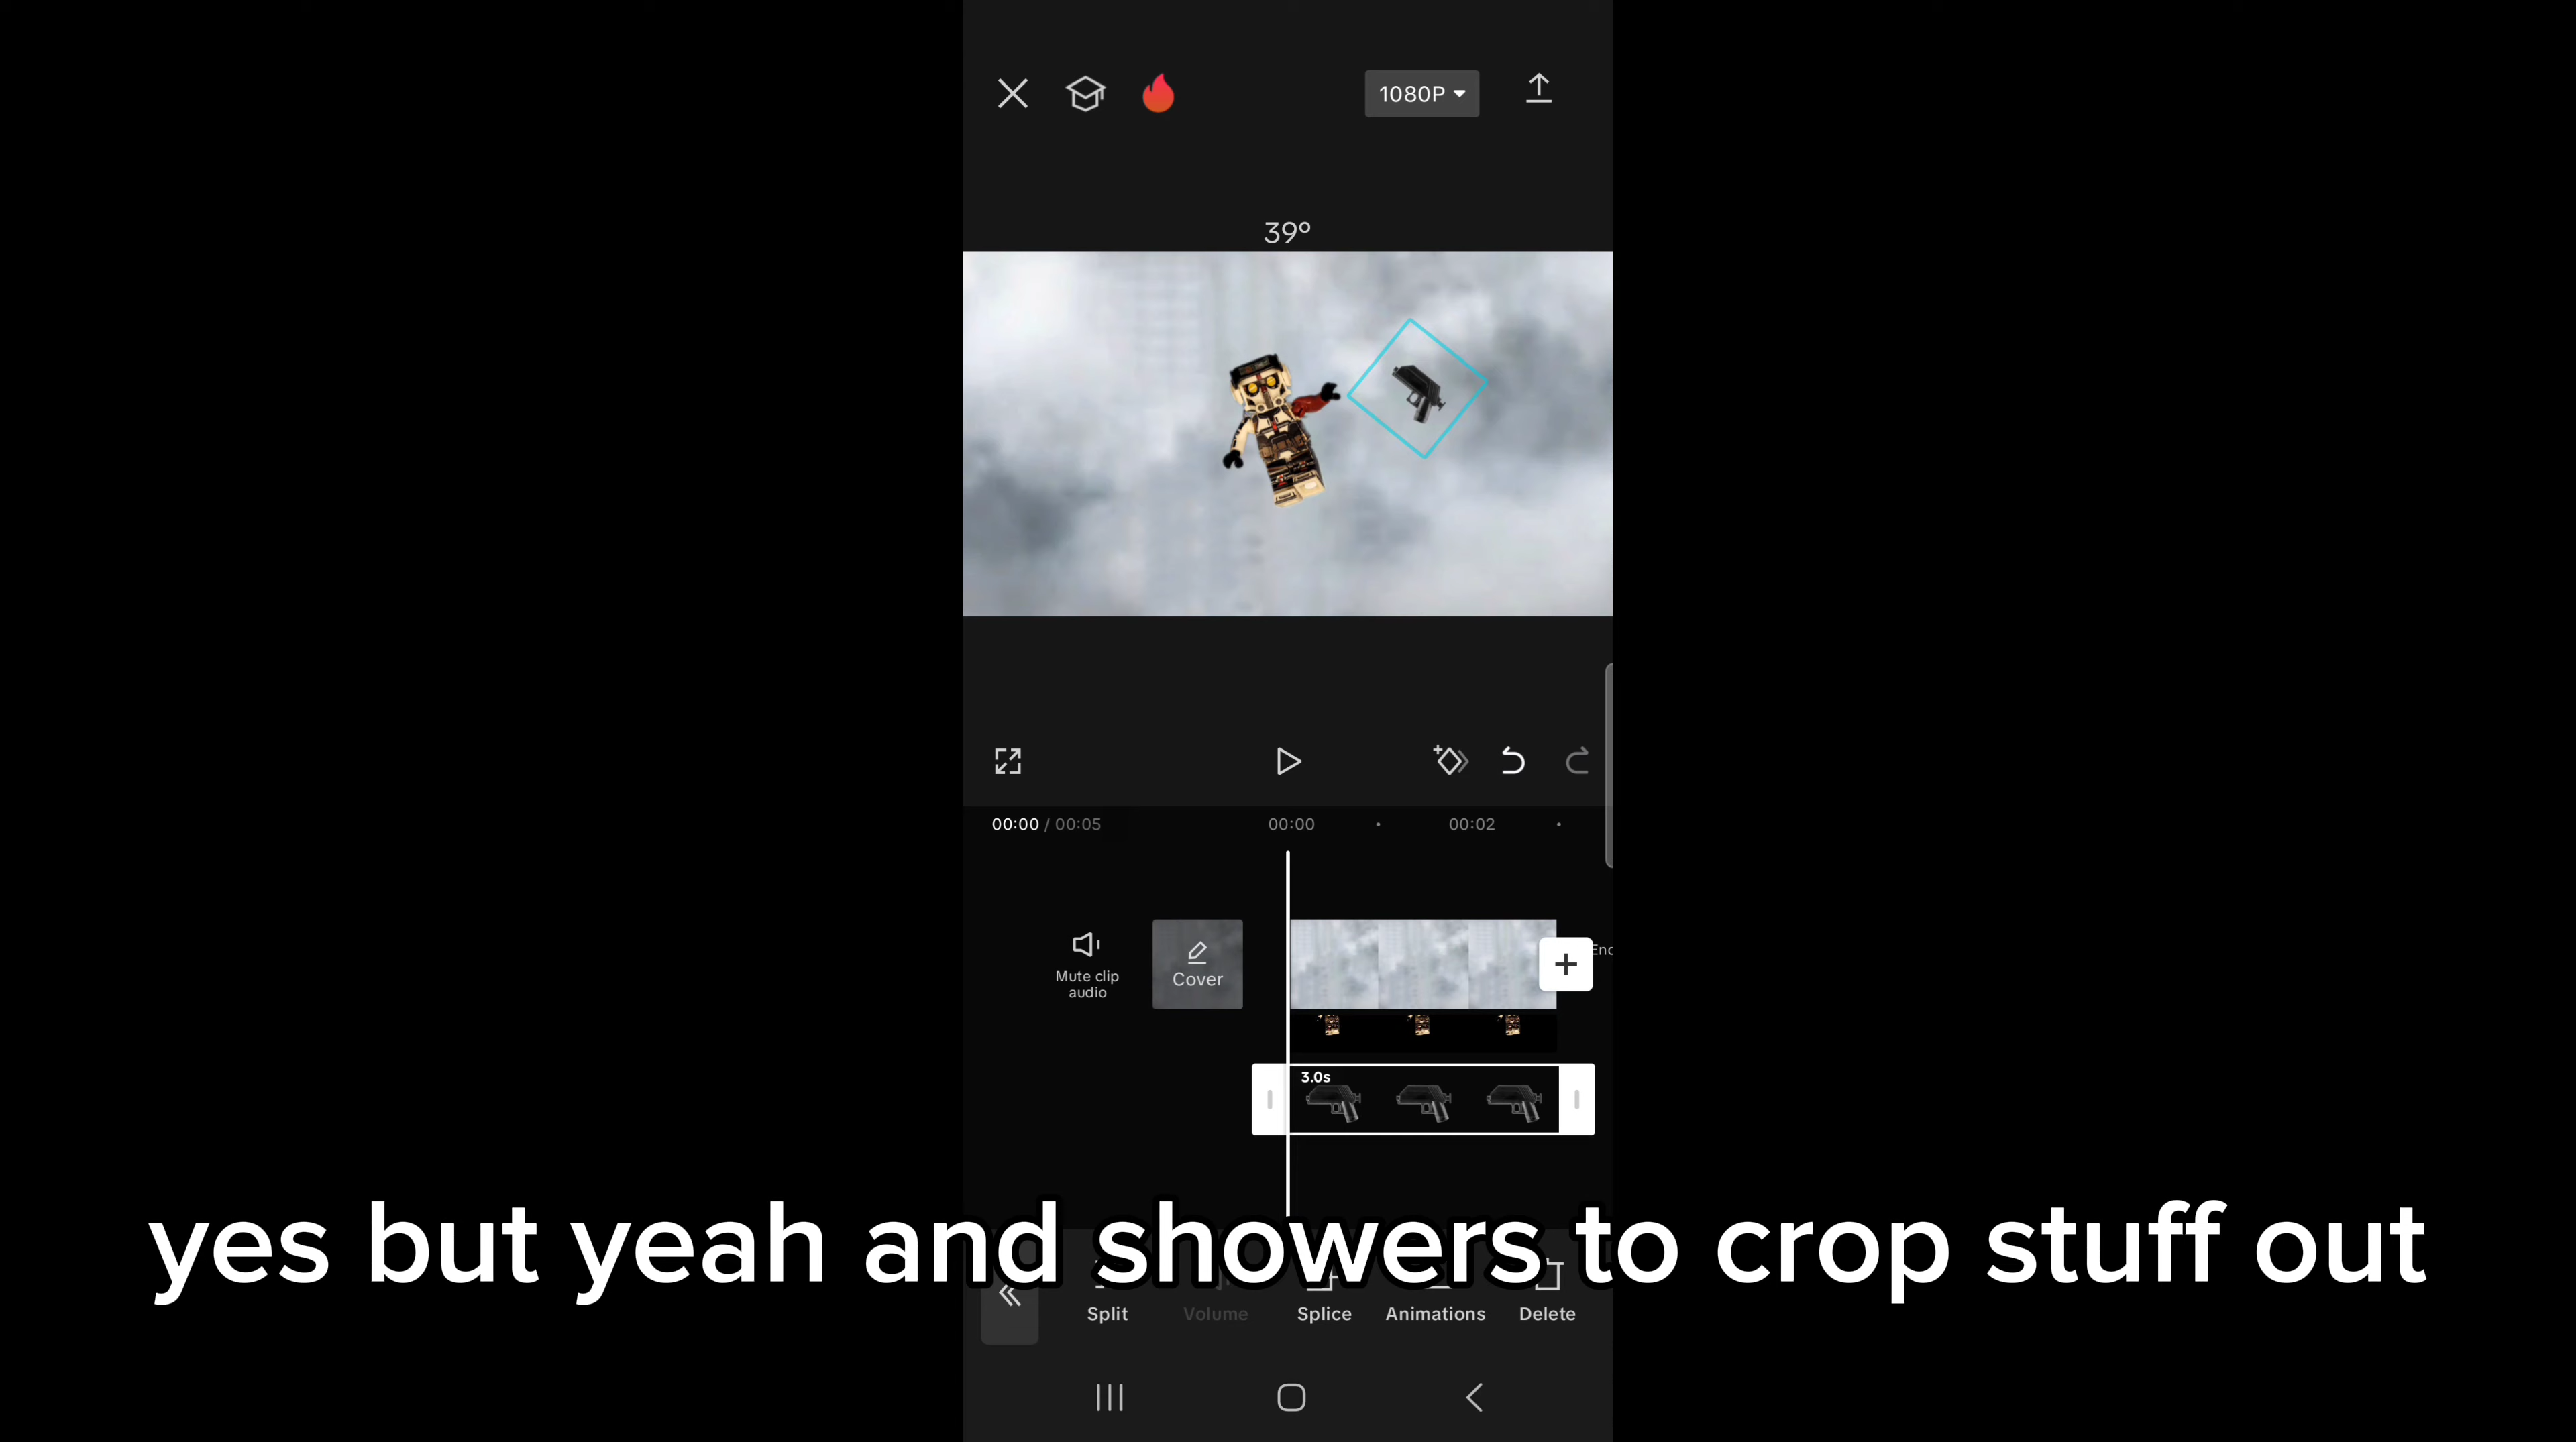 1080P
39°
00:00 / 00:05 00:00 00:02
Mute clip
audio
Cover
End
3.0s
yes but yeah and showers to crop stuff out
Split Volume Splice Animations Delete